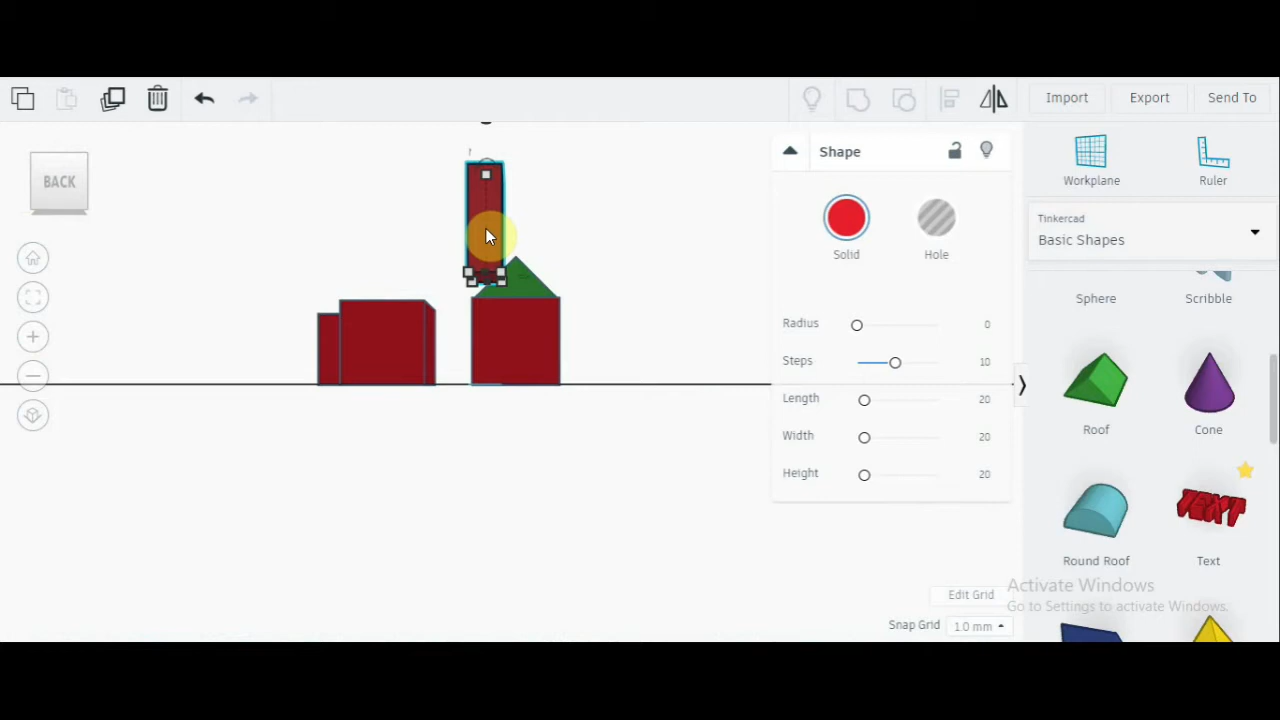 Import
Export
Send To
BACK
Shape
Solid
Hole
Radius
0
Steps
10
Length
20
Width
20
Height
20
Edit Grid
Snap Grid
1.0 mm
Workplane
Ruler
Tinkercad
Basic Shapes
Sphere
Scribble
Roof
Cone
TEXT
Round Roof
Text
Activate Windows
Go to Settings to activate Windows.